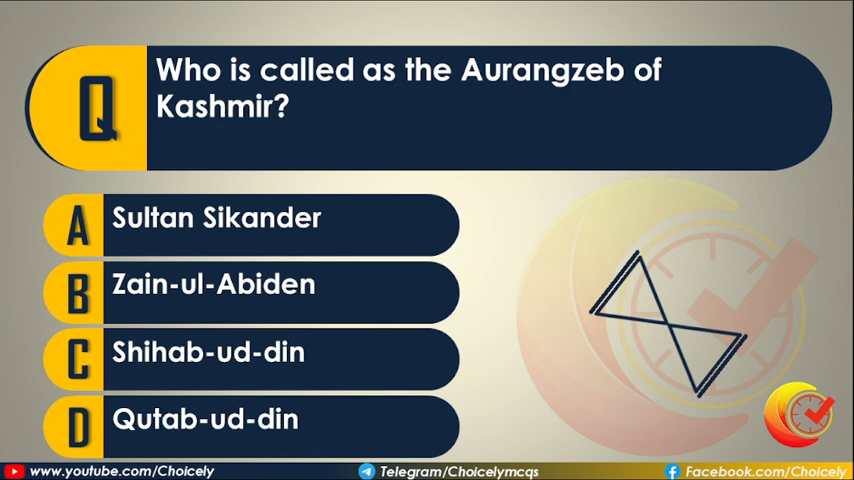 Q
Who is called as the Aurangzeb of
Kashmir?
A
Sultan Sikander
B
Zain-ul-Abiden
C
Shihab-ud-din
D
Qutab-ud-din
www.youtube.com/Choicely
Telegram/Choicelymcqs
Facebook.com/Choicely